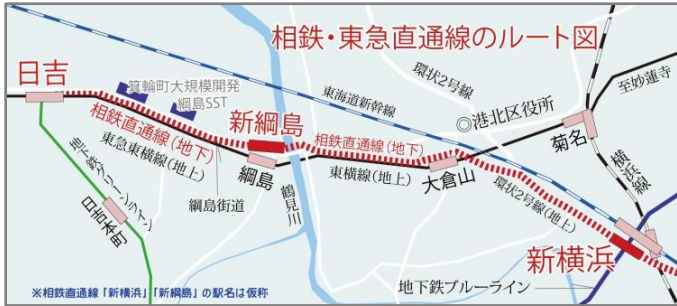 相鉄・東急直通線のルート図
日吉
箕輪町大規模開発
綱島SST
相鉄直通線(地下)
東急東横線(地上)
新綱島
綱島
綱島街道
鶴見川
地下鉄グリーンライン
日吉本町
東海道新幹線
環状2号線
◎港北区役所
相鉄直通線(地下)
東横線(地上)
大倉山
菊名
至妙蓮寺
横浜線
環状2号線(地上)
新横浜
地下鉄ブルーライン
※相鉄直通線「新横浜」「新綱島」の駅名は仮称